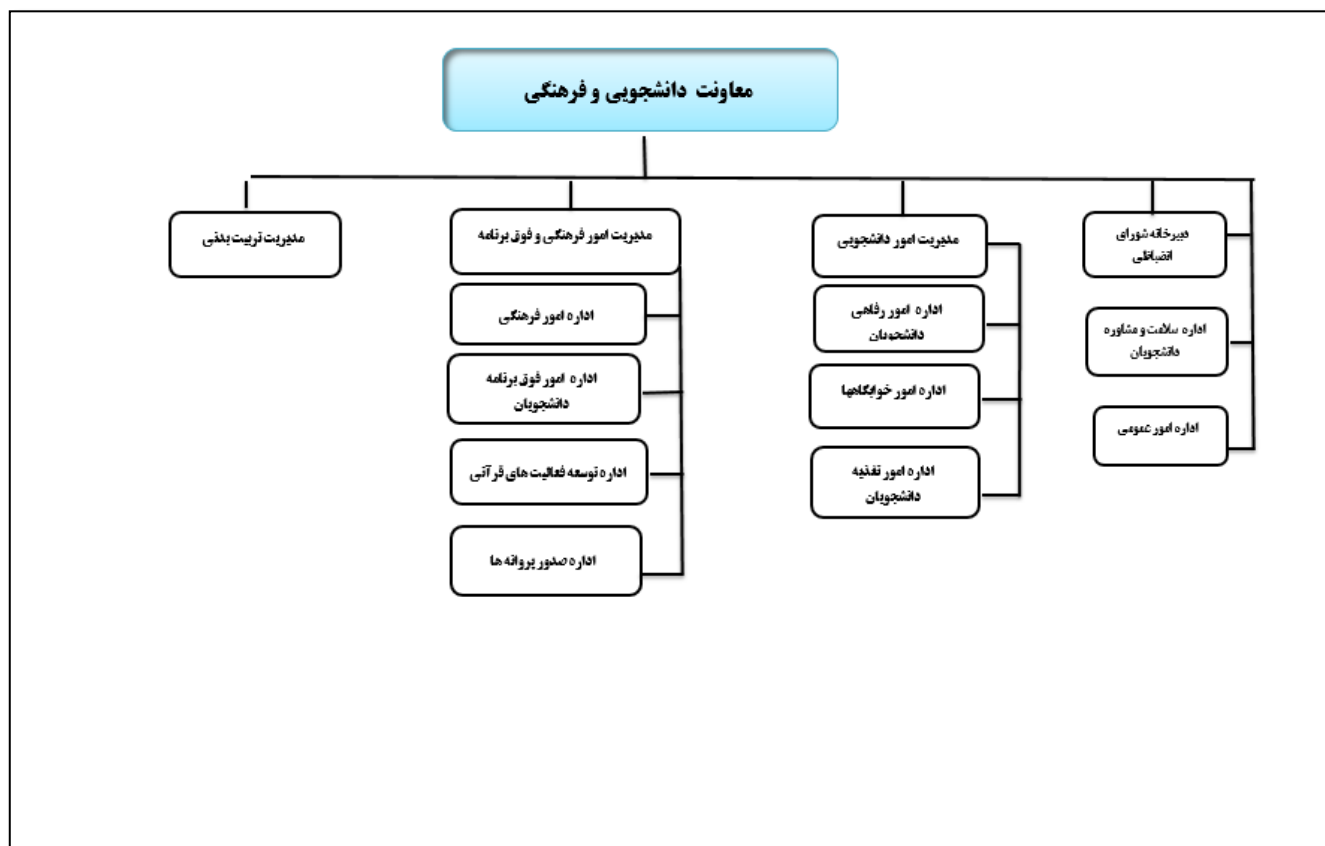 معاونت دانشجویی و فرهنگی
دبیرخانه شورای
انضباطی
اداره سلامت و مشاوره
دانشجویان
اداره امور عمومی
مدیریت امور دانشجویی
اداره امور رفاهی
دانشجویان
اداره امور خوابگاهها
اداره امور تغذیه
دانشجویان
مدیریت امور فرهنگی و فوق برنامه
اداره امور فرهنگی
اداره امور فوق برنامه
دانشجویان
اداره توسعه فعالیت های قرآنی
اداره صدور پروانه ها
مدیریت تربیت بدنی